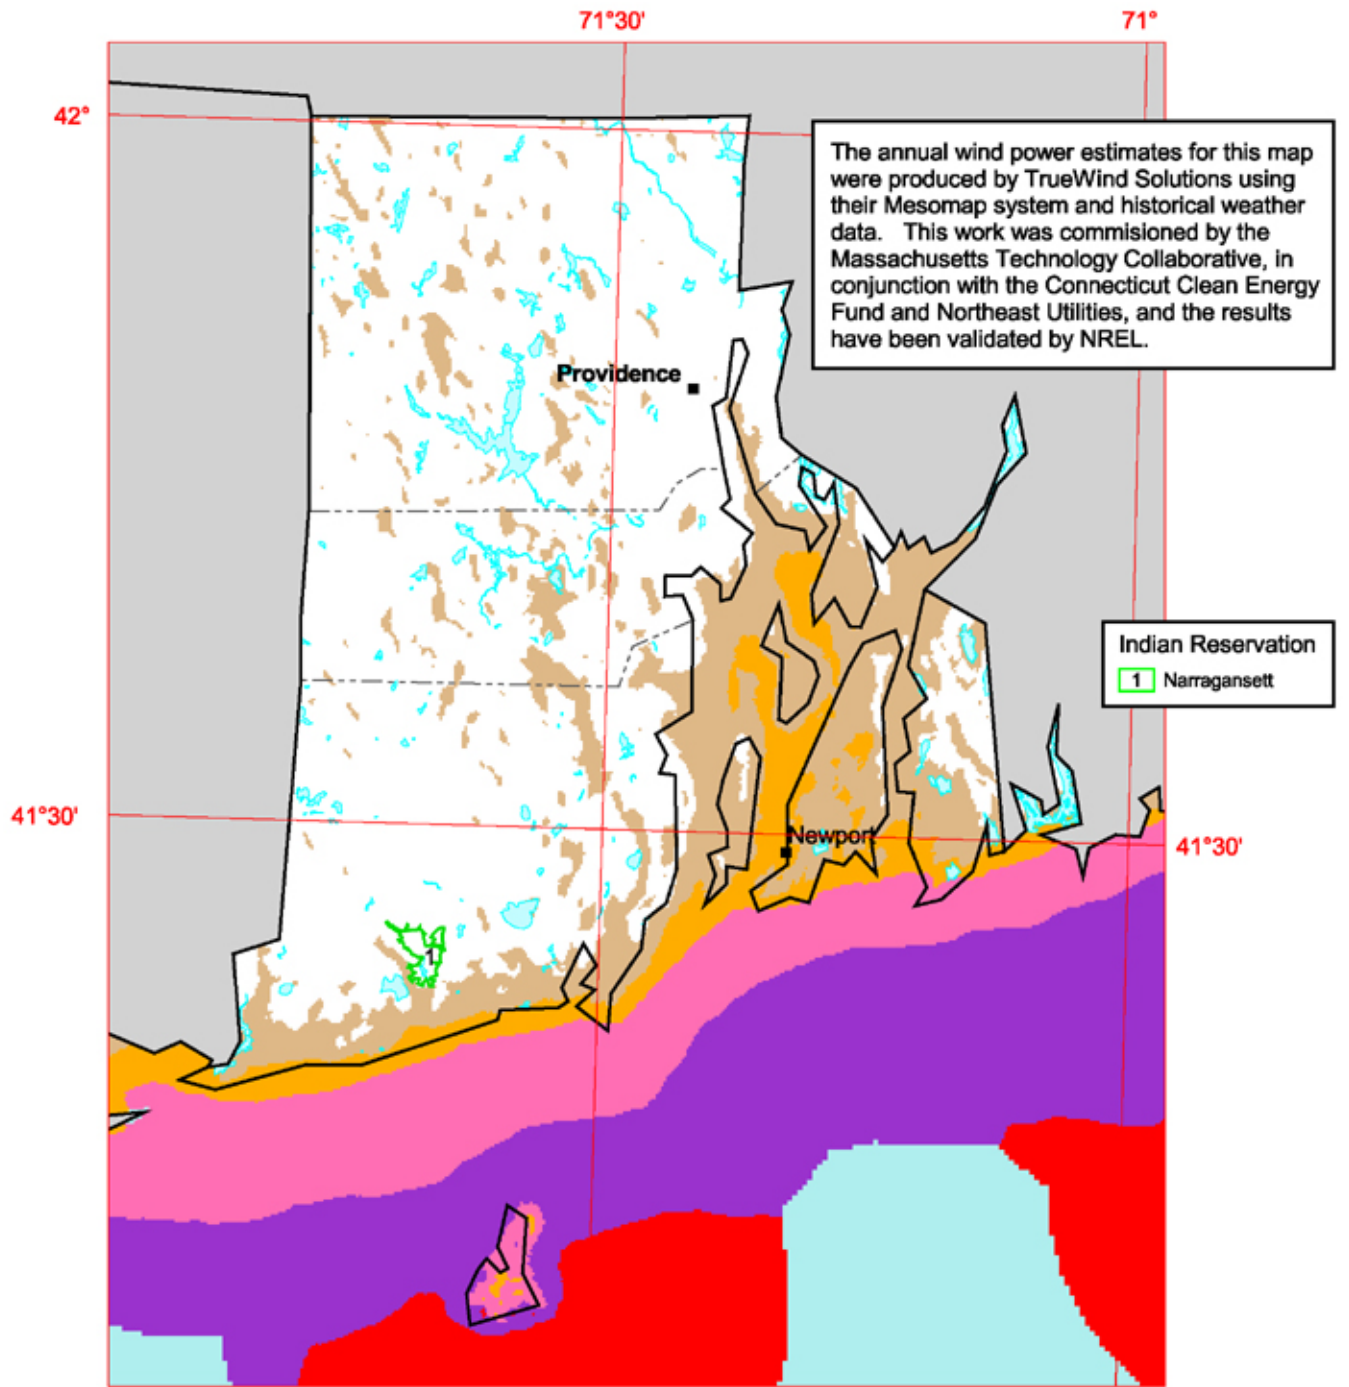 71°30'
71°
42°
The annual wind power estimates for this map
were produced by TrueWind Solutions using
their Mesomap system and historical weather
data. This work was commisioned by the
Massachusetts Technology Collaborative, in
conjunction with the Connecticut Clean Energy
Fund and Northeast Utilities, and the results
have been validated by NREL.
Providence
Indian Reservation
1 Narragansett
41°30'
Newport
41°30'
1